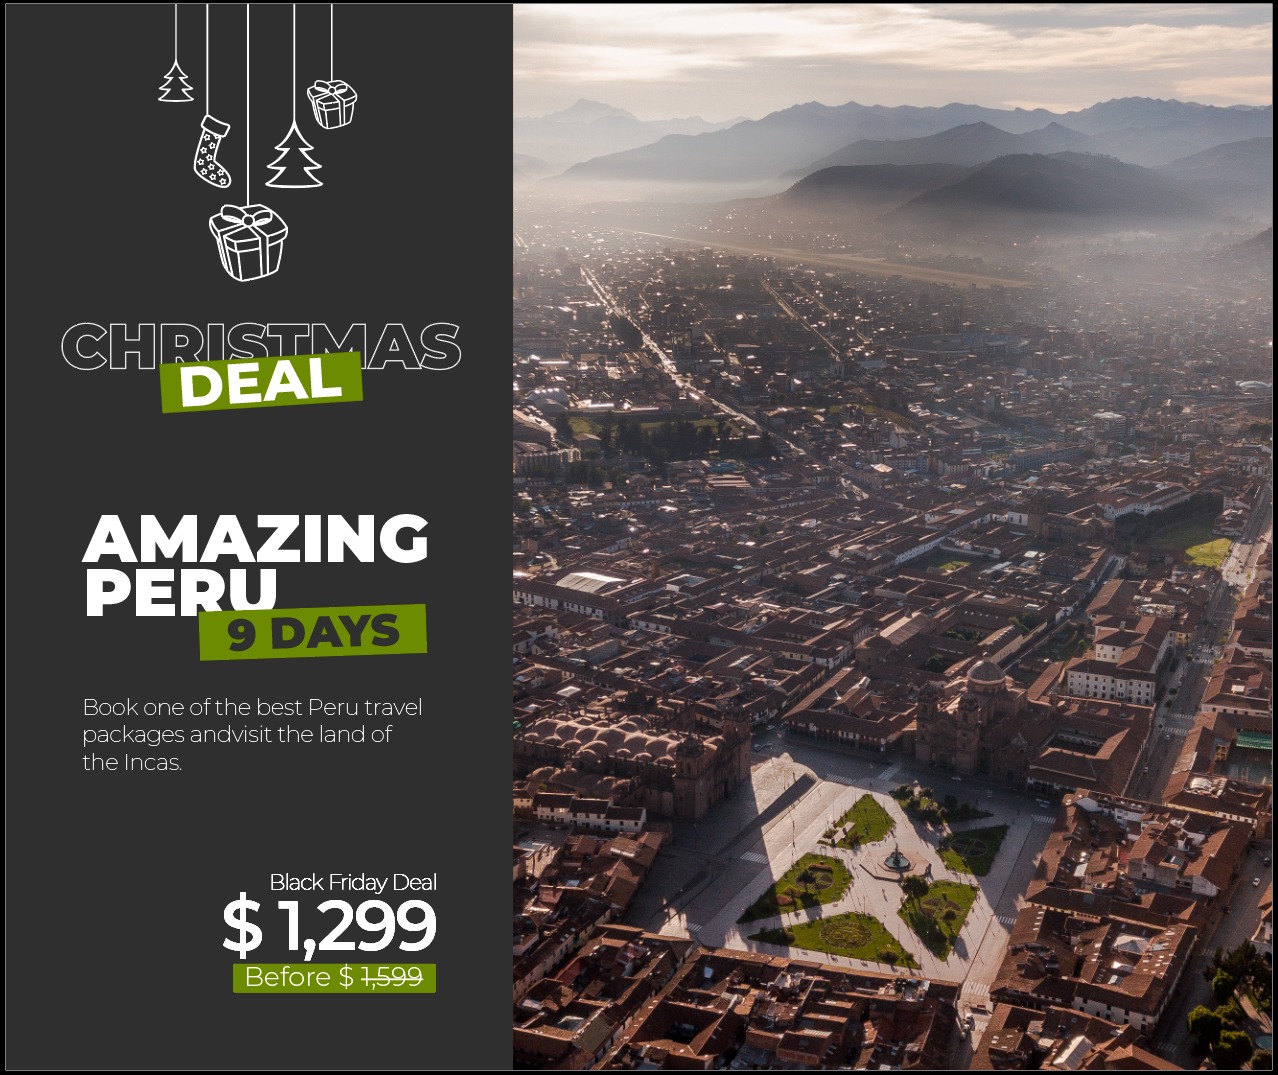 CHRISTMAS
DEAL
AMAZING
PERU
9 DAYS
Book one of the best Peru travel
packages andvisit the land of
the Incas.
Black Friday Deal
$ 1,299
Before $ 1,599